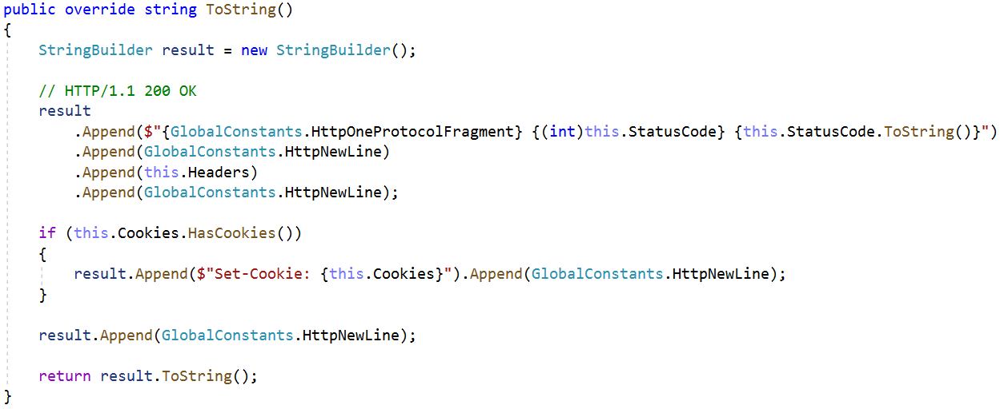 public override string ToString()
{
    StringBuilder result = new StringBuilder();

    // HTTP/1.1 200 OK
    result
        .Append($"{GlobalConstants.HttpOneProtocolFragment} {(int)this.StatusCode} {this.StatusCode.ToString()}")
        .Append(GlobalConstants.HttpNewLine)
        .Append(this.Headers)
        .Append(GlobalConstants.HttpNewLine);

    if (this.Cookies.HasCookies())
    {
        result.Append($"Set-Cookie: {this.Cookies}").Append(GlobalConstants.HttpNewLine);
    }

    result.Append(GlobalConstants.HttpNewLine);

    return result.ToString();
}